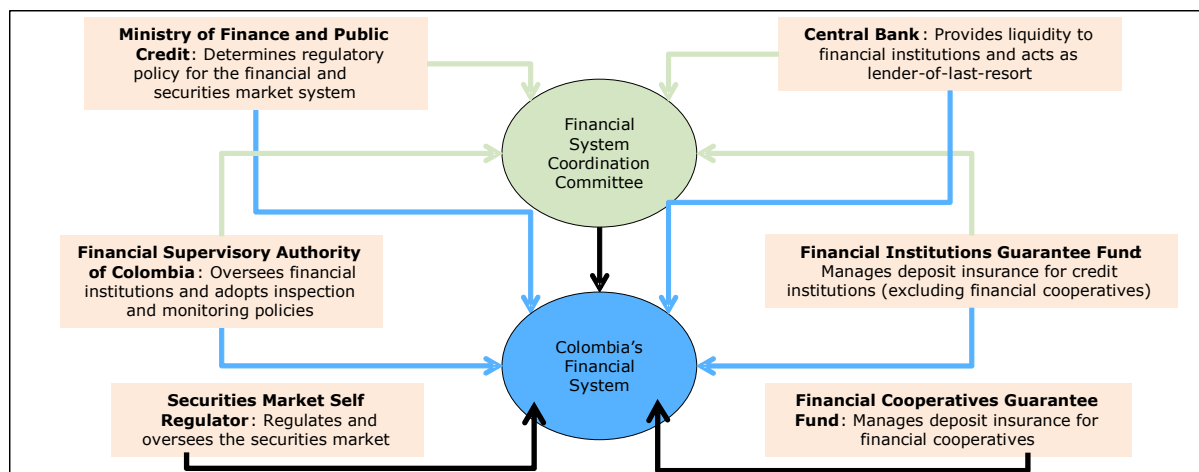 Ministry of Finance and Public
Credit: Determines regulatory
policy for the financial and
securities market system
Central Bank: Provides liquidity to
financial institutions and acts as
lender-of-last-resort
Financial
System
Coordination
Committee
Financial Supervisory Authority
of Colombia: Oversees financial
institutions and adopts inspection
and monitoring policies
Financial Institutions Guarantee Fund:
Manages deposit insurance for credit
institutions (excluding financial cooperatives)
Colombia's
Financial
System
Securities Market Self
Regulator: Regulates and
oversees the securities market
Financial Cooperatives Guarantee
Fund: Manages deposit insurance for
financial cooperatives